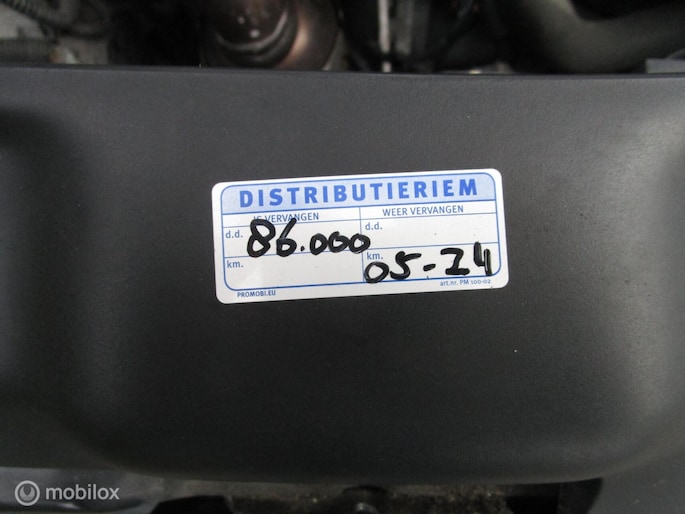 DISTRIBUTIERIEM
IS VERVANGEN WEER VERVANGEN
d.d. 86.000 d.d.
km. km. 05-24
PROMOBI.EU art.nr. PM 100-02
mobilox